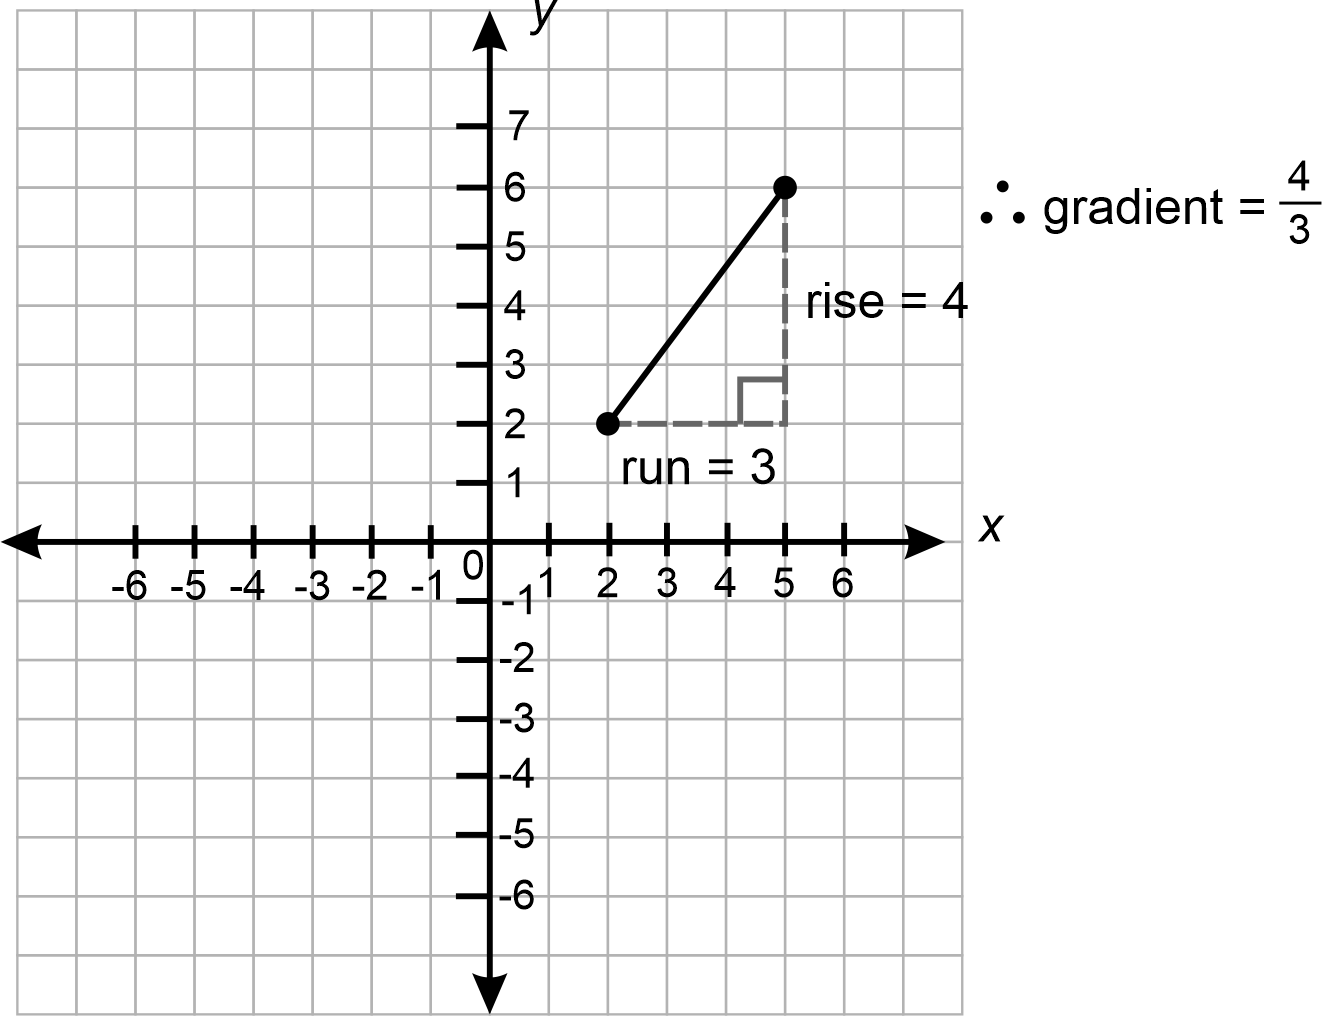 y
7
6
∴ gradient = 4/3
5
rise = 4
4
3
2
run = 3
1
x
-6 -5 -4 -3 -2 -1 0 1 2 3 4 5 6
-1
-2
-3
-4
-5
-6